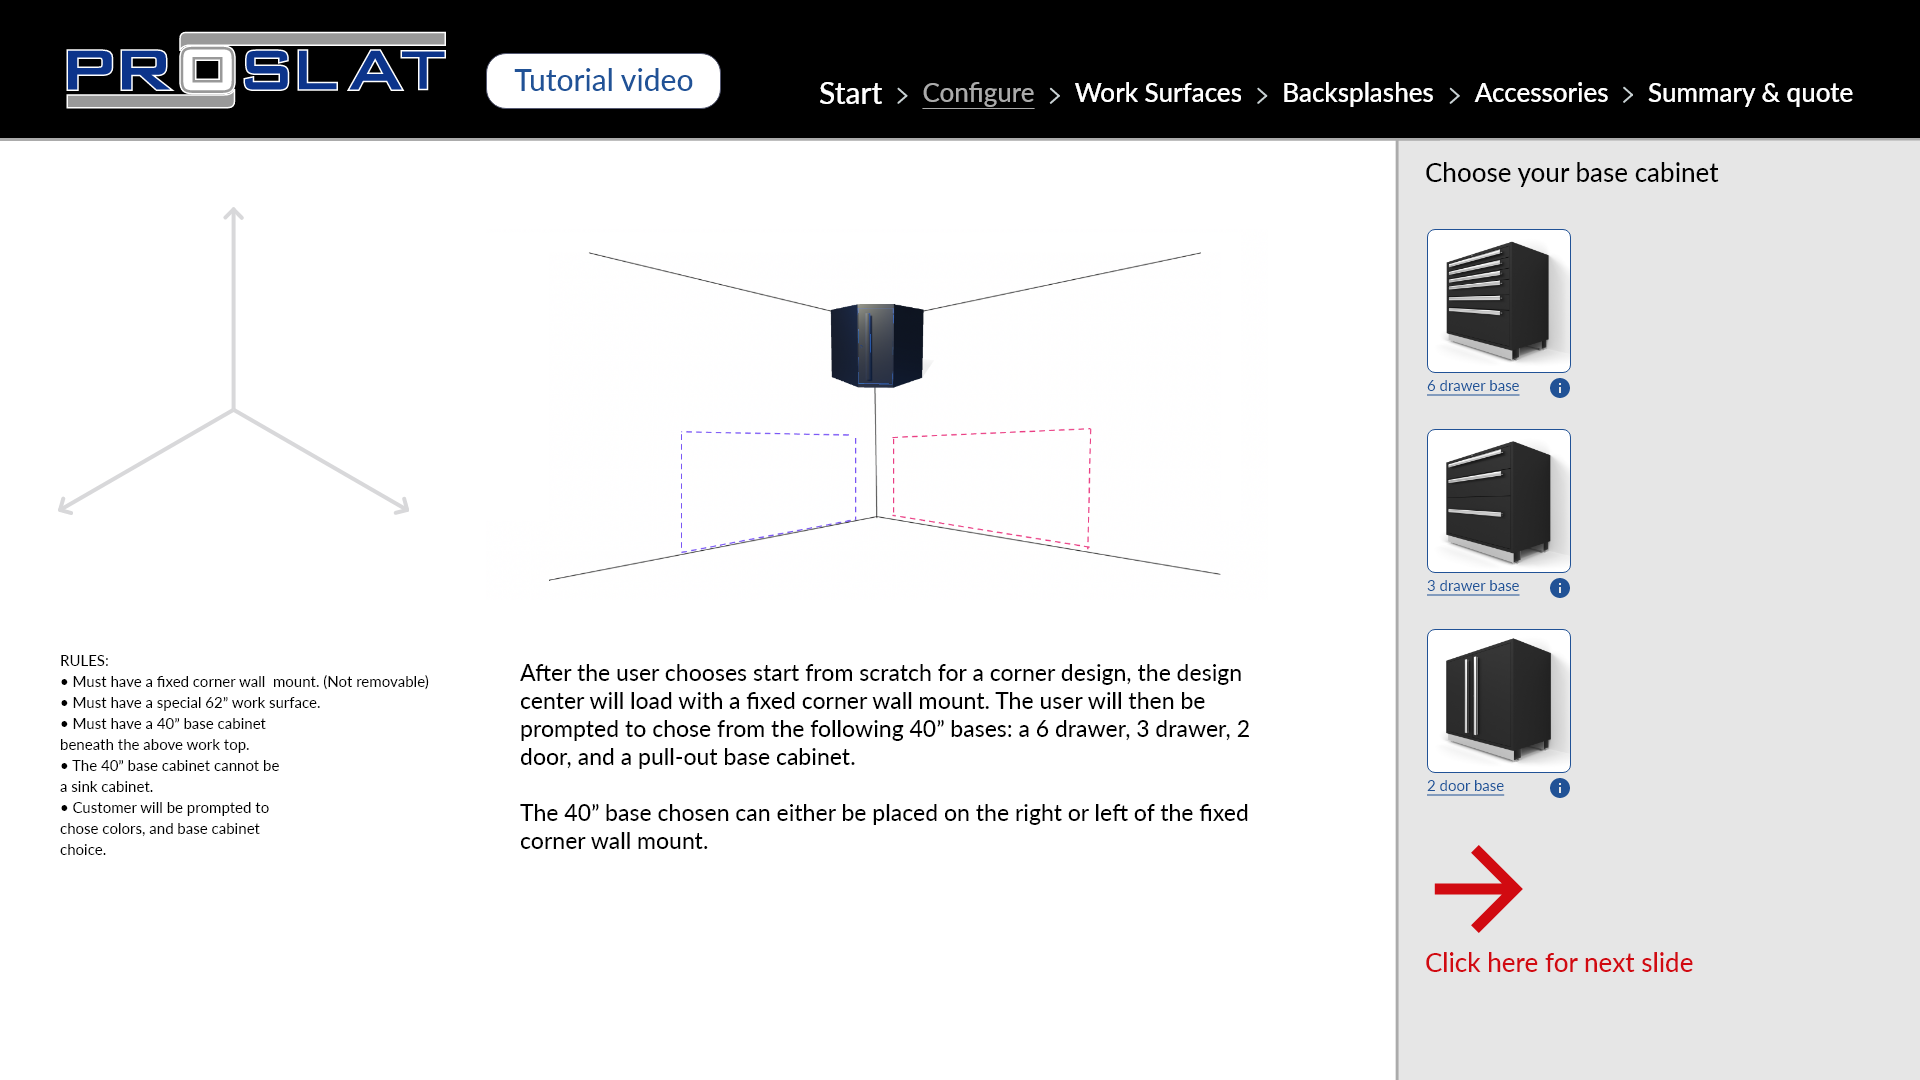 PROSLAT
Tutorial video
Start > Configure > Work Surfaces > Backsplashes > Accessories > Summary & quote
Choose your base cabinet
6 drawer base
3 drawer base
2 door base
Click here for next slide
RULES:
• Must have a fixed corner wall  mount. (Not removable)
• Must have a special 62” work surface.
• Must have a 40” base cabinet
beneath the above work top.
• The 40” base cabinet cannot be
a sink cabinet.
• Customer will be prompted to
chose colors, and base cabinet
choice.
After the user chooses start from scratch for a corner design, the design
center will load with a fixed corner wall mount. The user will then be
prompted to chose from the following 40” bases: a 6 drawer, 3 drawer, 2
door, and a pull-out base cabinet.
The 40” base chosen can either be placed on the right or left of the fixed
corner wall mount.